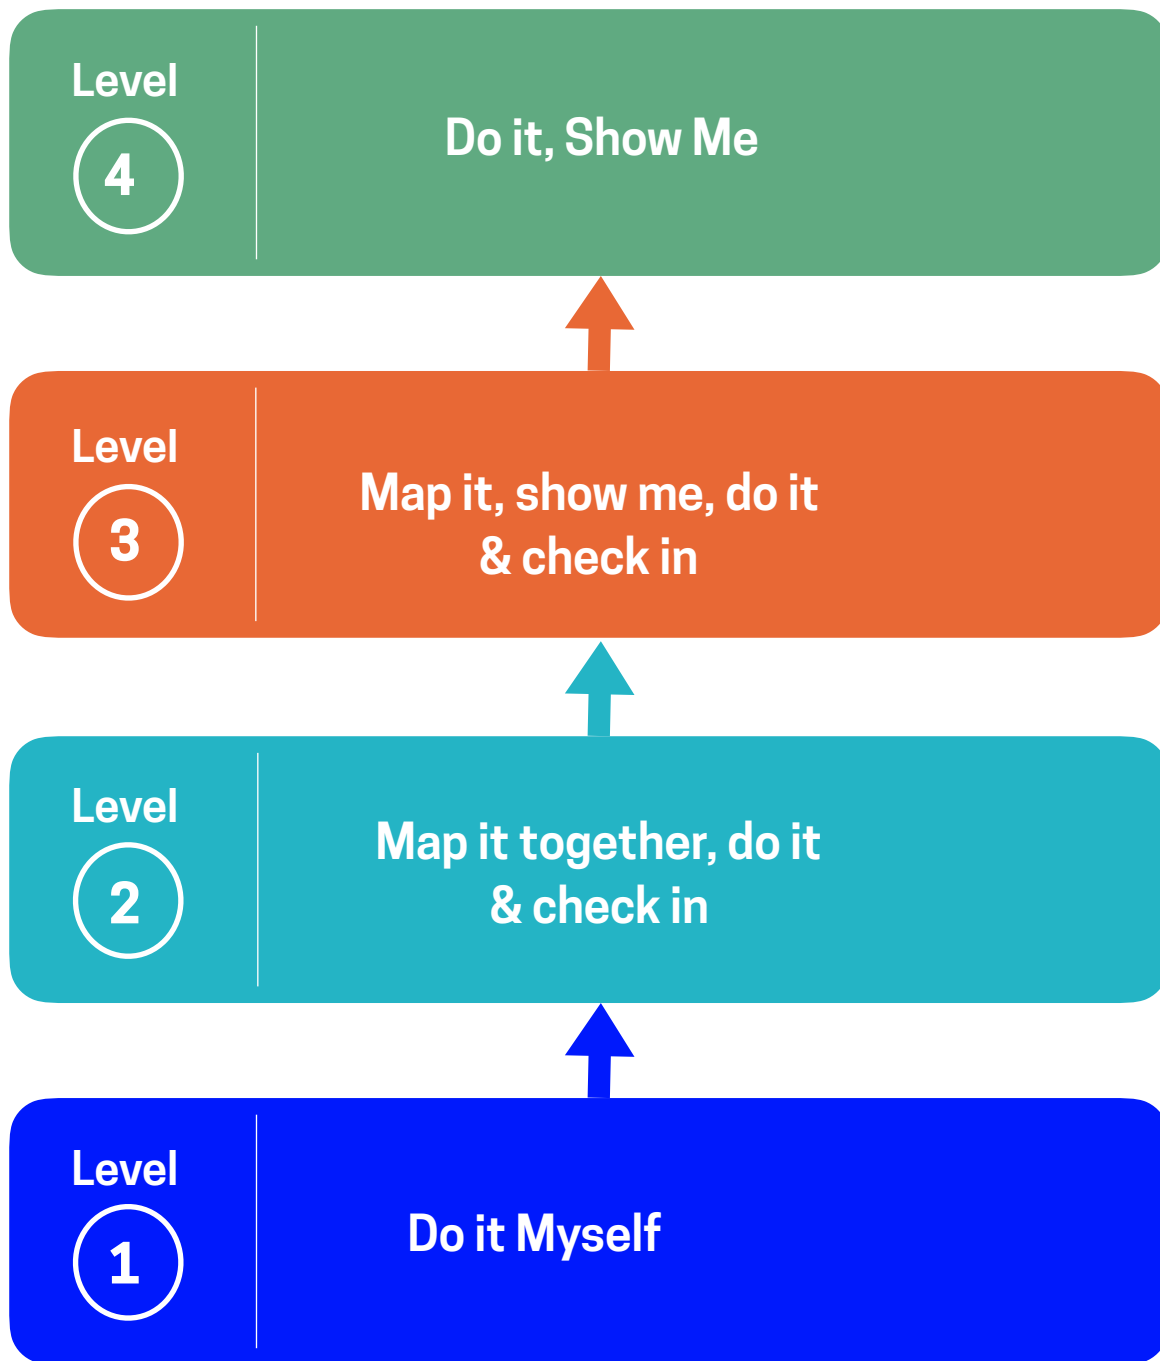 Level
4
Do it, Show Me
Level
3
Map it, show me, do it
& check in
Level
2
Map it together, do it
& check in
Level
1
Do it Myself